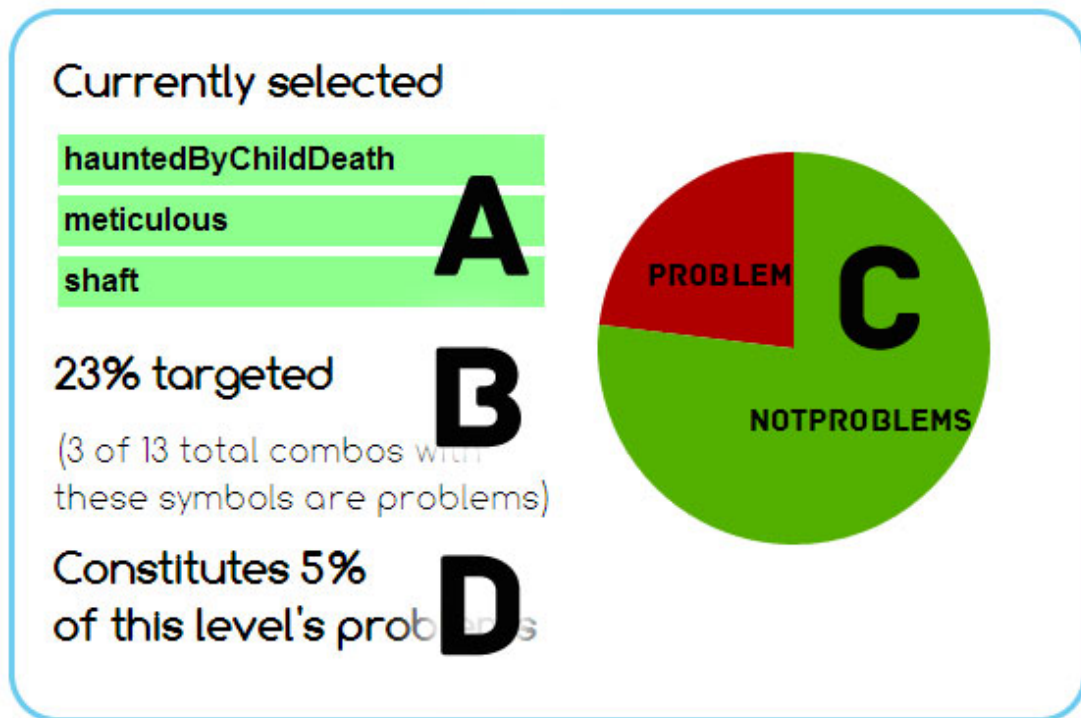 Currently selected
hauntedByChildDeath
meticulous
shaft
A
23% targeted
B
(3 of 13 total combos with
these symbols are problems)
Constitutes 5%
of this level's problems
D
PROBLEM
C
NOTPROBLEMS